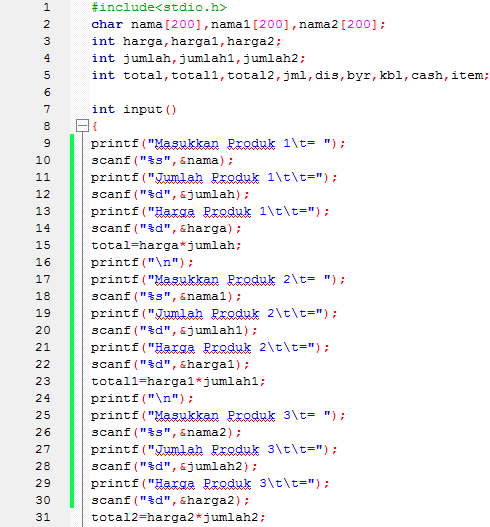 1 #include<stdio.h>
2 char nama[200],nama1[200],nama2[200];
3 int harga,harga1,harga2;
4 int jumlah,jumlah1,jumlah2;
5 int total,total1,total2,jml,dis,byr,kbl,cash,item;
6
7 int input()
8 {
9 printf("Masukkan Produk 1\t= ");
10 scanf("%s",&nama);
11 printf("Jumlah Produk 1\t\t=");
12 scanf("%d",&jumlah);
13 printf("Harga Produk 1\t\t=");
14 scanf("%d",&harga);
15 total=harga*jumlah;
16 printf("\n");
17 printf("Masukkan Produk 2\t= ");
18 scanf("%s",&nama1);
19 printf("Jumlah Produk 2\t\t=");
20 scanf("%d",&jumlah1);
21 printf("Harga Produk 2\t\t=");
22 scanf("%d",&harga1);
23 total1=harga1*jumlah1;
24 printf("\n");
25 printf("Masukkan Produk 3\t= ");
26 scanf("%s",&nama2);
27 printf("Jumlah Produk 3\t\t=");
28 scanf("%d",&jumlah2);
29 printf("Harga Produk 3\t\t=");
30 scanf("%d",&harga2);
31 total2=harga2*jumlah2;